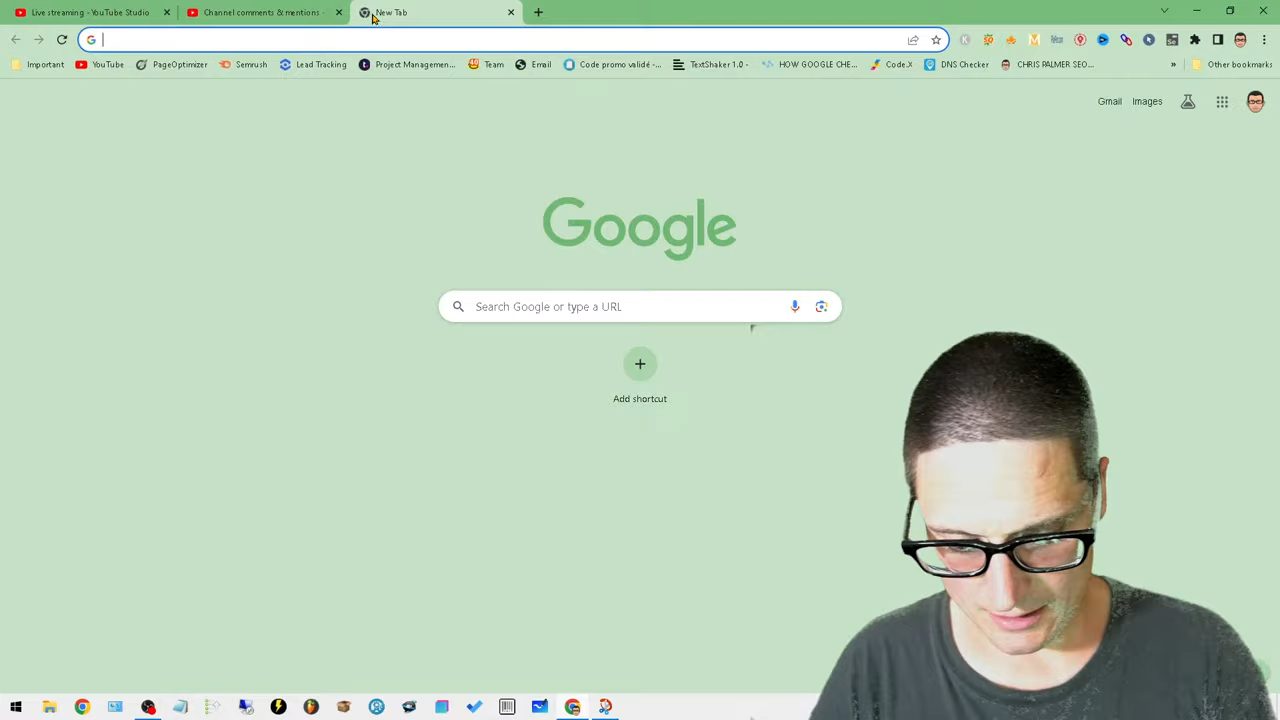 Live streaming - YouTube Studio
Channel comments & mentions -
New Tab
Important
YouTube
PageOptimizer
Semrush
Lead Tracking
Project Managemen...
Team
Email
Code promo validé –...
TextShaker 1.0 -
HOW GOOGLE CHE...
Code.X
DNS Checker
CHRIS PALMER SEO...
»
Other bookmarks
Gmail
Images
Google
Search Google or type a URL
Add shortcut